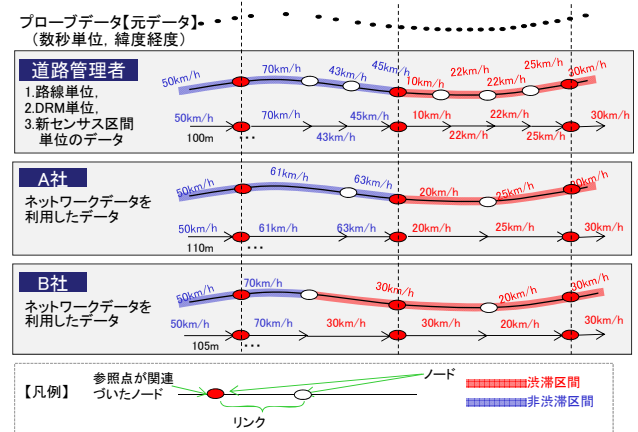 プローブデータ【元データ】
(数秒単位, 緯度経度)
道路管理者
1.路線単位,
2.DRM単位,
3.新センサス区間
単位のデータ
50km/h 70km/h 43km/h 45km/h 10km/h 22km/h 22km/h 25km/h 30km/h
50km/h 70km/h 43km/h 45km/h 10km/h 22km/h 22km/h 25km/h 30km/h
100m ･･･
A社
ネットワークデータを
利用したデータ
50km/h 61km/h 63km/h 20km/h 25km/h 30km/h
50km/h 61km/h 63km/h 20km/h 25km/h 30km/h
110m ･･･
B社
ネットワークデータを
利用したデータ
50km/h 70km/h 30km/h 20km/h 30km/h
50km/h 70km/h 30km/h 30km/h 20km/h 30km/h
105m ･･･
【凡例】
参照点が関連
づいたノード
ノード
リンク
渋滞区間
非渋滞区間